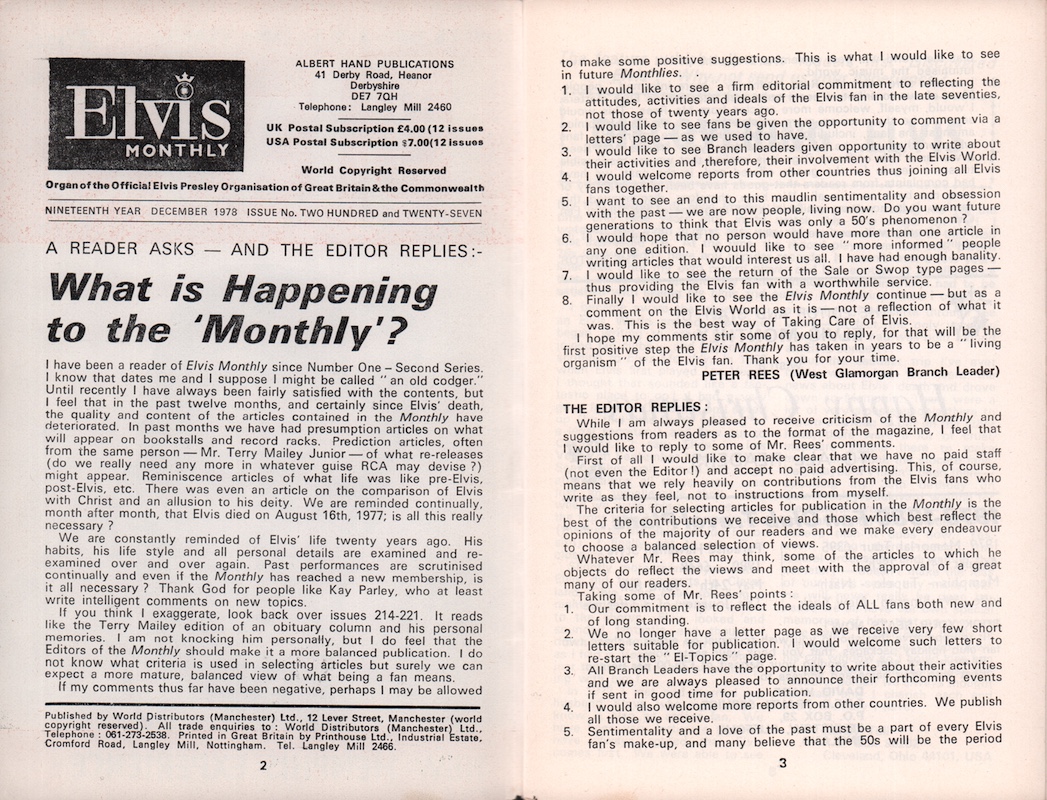 Elvis
MONTHLY
ALBERT HAND PUBLICATIONS
41 Derby Road, Heanor
Derbyshire
DE7 7QH
Telephone: Langley Mill 2460
UK Postal Subscription £4.00 (12 issues
USA Postal Subscription $7.00 (12 issues
World Copyright Reserved
Organ of the Official Elvis Presley Organisation of Great Britain & the Commonwealth
NINETEENTH YEAR DECEMBER 1978 ISSUE No. TWO HUNDRED and TWENTY-SEVEN
A READER ASKS — AND THE EDITOR REPLIES:-
What is Happening
to the 'Monthly'?
I have been a reader of Elvis Monthly since Number One – Second Series.
I know that dates me and I suppose I might be called "an old codger."
Until recently I have always been fairly satisfied with the contents, but
I feel that in the past twelve months, and certainly since Elvis' death,
the quality and content of the articles contained in the Monthly have
deteriorated. In past months we have had presumption articles on what
will appear on bookstalls and record racks. Prediction articles, often
from the same person — Mr. Terry Mailey Junior — of what re-releases
(do we really need any more in whatever guise RCA may devise ?)
might appear. Reminiscence articles of what life was like pre-Elvis,
post-Elvis, etc. There was even an article on the comparison of Elvis
with Christ and an allusion to his deity. We are reminded continually,
month after month, that Elvis died on August 16th, 1977; is all this really
necessary ?
We are constantly reminded of Elvis' life twenty years ago. His
habits, his life style and all personal details are examined and re-
examined over and over again. Past performances are scrutinised
continually and even if the Monthly has reached a new membership, is
it all necessary ? Thank God for people like Kay Parley, who at least
write intelligent comments on new topics.
If you think I exaggerate, look back over issues 214-221. It reads
like the Terry Mailey edition of an obituary column and his personal
memories. I am not knocking him personally, but I do feel that the
Editors of the Monthly should make it a more balanced publication. I do
not know what criteria is used in selecting articles but surely we can
expect a more mature, balanced view of what being a fan means.
If my comments thus far have been negative, perhaps I may be allowed
Published by World Distributors (Manchester) Ltd., 12 Lever Street, Manchester (world
copyright reserved). All trade enquiries to : World Distributors (Manchester) Ltd.,
Telephone : 061-273-2538. Printed in Great Britain by Printhouse Ltd., Industrial Estate,
Cromford Road, Langley Mill, Nottingham. Tel. Langley Mill 2466.
2
to make some positive suggestions. This is what I would like to see
in future Monthlies. .
1. I would like to see a firm editorial commitment to reflecting the
attitudes, activities and ideals of the Elvis fan in the late seventies,
not those of twenty years ago.
2. I would like to see fans be given the opportunity to comment via a
letters' page — as we used to have.
3. I would like to see Branch leaders given opportunity to write about
their activities and ,therefore, their involvement with the Elvis World.
4. I would welcome reports from other countries thus joining all Elvis
fans together.
5. I want to see an end to this maudlin sentimentality and obsession
with the past — we are now people, living now. Do you want future
generations to think that Elvis was only a 50's phenomenon ?
6. I would hope that no person would have more than one article in
any one edition. I wouuld like to see "more informed" people
writing articles that would interest us all. I have had enough banality.
7. I would like to see the return of the Sale or Swop type pages —
thus providing the Elvis fan with a worthwhile service.
8. Finally I would like to see the Elvis Monthly continue — but as a
comment on the Elvis World as it is — not a reflection of what it
was. This is the best way of Taking Care of Elvis.
I hope my comments stir some of you to reply, for that will be the
first positive step the Elvis Monthly has taken in years to be a "living
organism" of the Elvis fan. Thank you for your time.
PETER REES (West Glamorgan Branch Leader)
THE EDITOR REPLIES :
While I am always pleased to receive criticism of the Monthly and
suggestions from readers as to the format of the magazine, I feel that
I would like to reply to some of Mr. Rees' comments.
First of all I would like to make clear that we have no paid staff
(not even the Editor !) and accept no paid advertising. This, of course,
means that we rely heavily on contributions from the Elvis fans who
write as they feel, not to instructions from myself.
The criteria for selecting articles for publication in the Monthly is the
best of the contributions we receive and those which best reflect the
opinions of the majority of our readers and we make every endeavour
to choose a balanced selection of views.
Whatever Mr. Rees may think, some of the articles to which he
objects do reflect the views and meet with the approval of a great
many of our readers.
Taking some of Mr. Rees' points :
1. Our commitment is to reflect the ideals of ALL fans both new and
of long standing.
2. We no longer have a letter page as we receive very few short
letters suitable for publication. I would welcome such letters to
re-start the "El-Topics" page.
3. All Branch Leaders have the opportunity to write about their activities
and we are always pleased to announce their forthcoming events
if sent in good time for publication.
4. I would also welcome more reports from other countries. We publish
all those we receive.
5. Sentimentality and a love of the past must be a part of every Elvis
fan's make-up, and many believe that the 50s will be the period
3